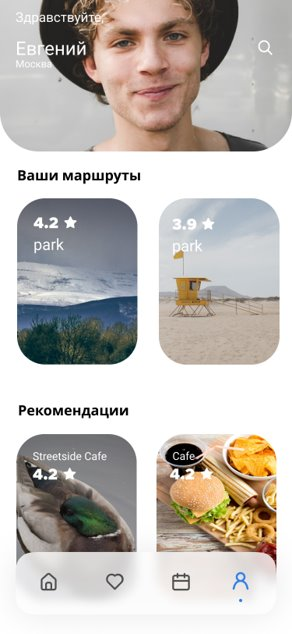 Здравствуйте,
Евгений
Москва
Ваши маршруты
4.2
park
3.9
park
Рекомендации
Streetside Cafe
4.2
Cafe
4.2